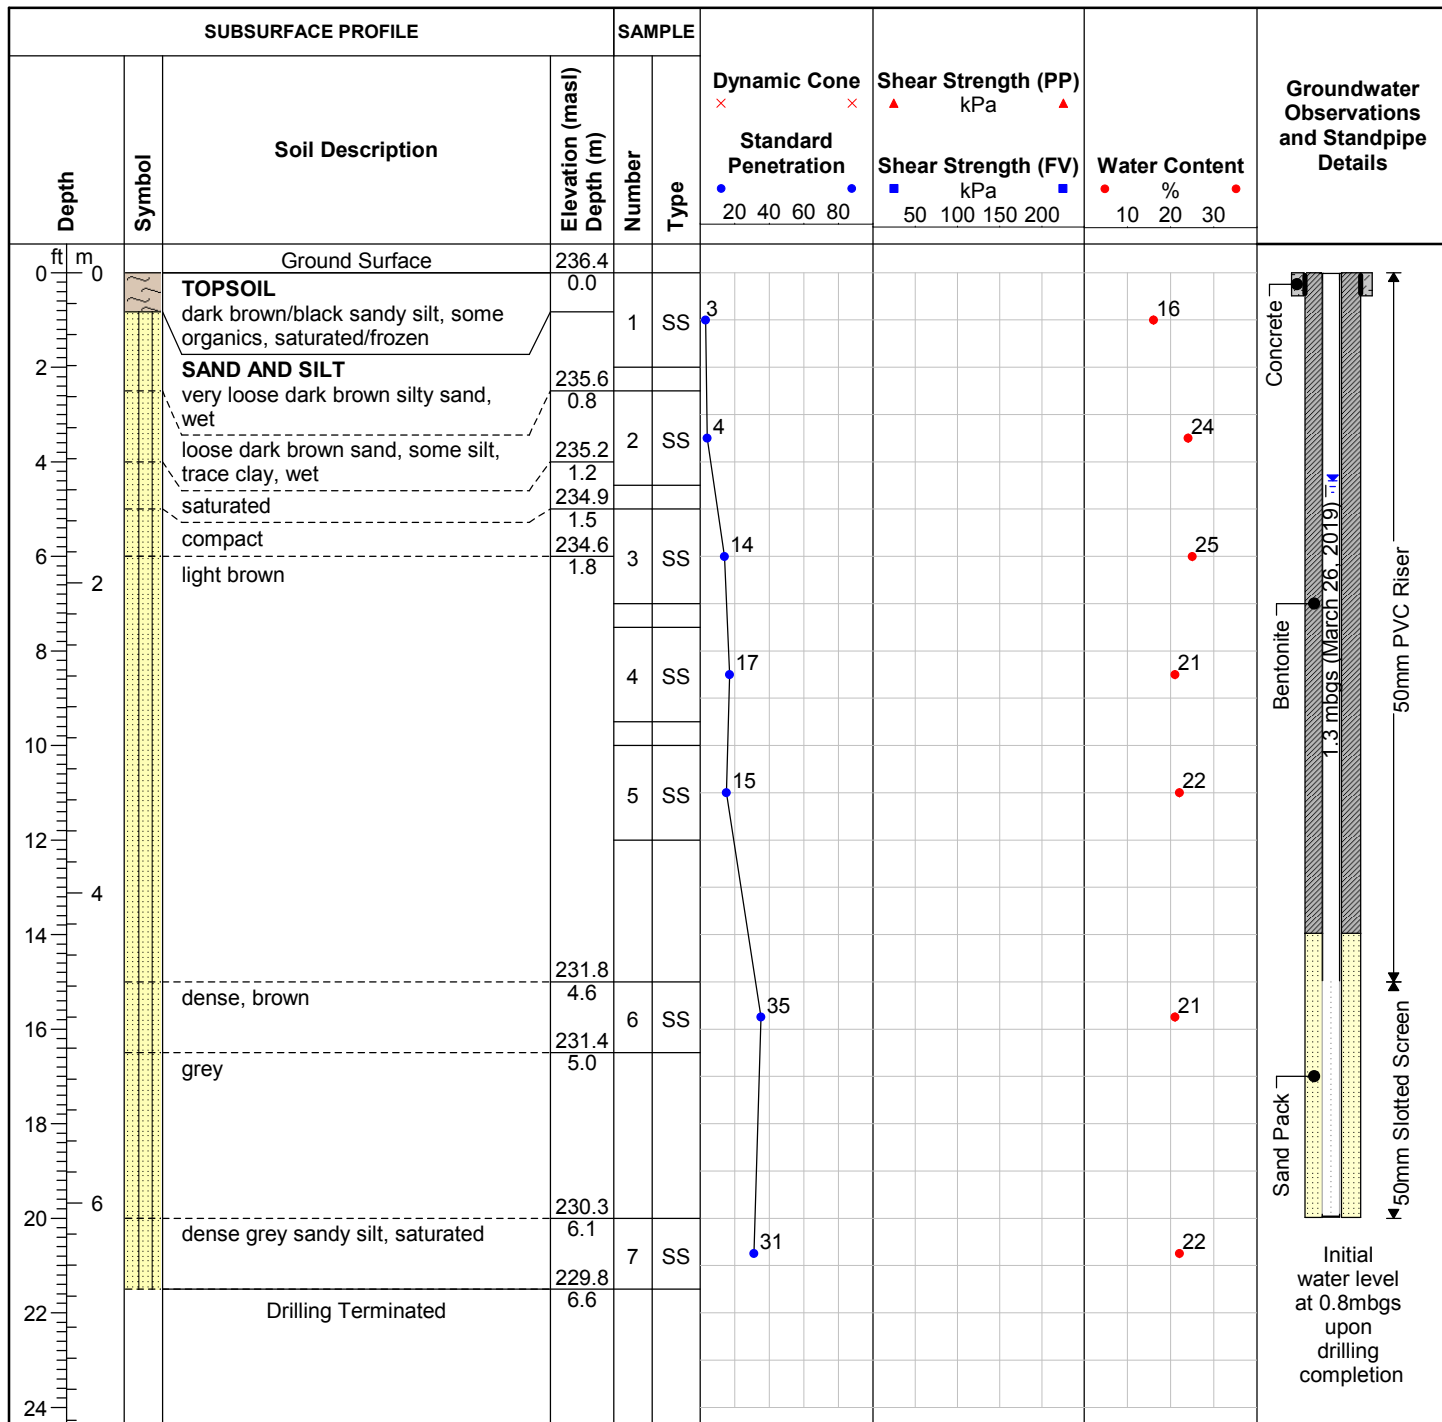 SUBSURFACE PROFILE
SAMPLE
Depth
Symbol
Soil Description
Elevation (masl)
Depth (m)
Number
Type
Dynamic Cone
Standard
Penetration
20 40 60 80
Shear Strength (PP)
kPa
Shear Strength (FV)
kPa
50 100 150 200
Water Content
%
10 20 30
Groundwater
Observations
and Standpipe
Details
ft m
Ground Surface
236.4
0 0
0.0
TOPSOIL
dark brown/black sandy silt, some
organics, saturated/frozen
1 SS
3
16
2
SAND AND SILT
235.6
very loose dark brown silty sand,
0.8
wet
2 SS
4
24
loose dark brown sand, some silt,
235.2
4
trace clay, wet
1.2
234.9
saturated
1.5
compact
234.6
3 SS
14
25
6
1.8
light brown
2
8
4 SS
17
21
10
5 SS
15
22
12
4
14
231.8
4.6
dense, brown
6 SS
35
21
16
231.4
5.0
grey
18
6
230.3
20
6.1
dense grey sandy silt, saturated
7 SS
31
22
229.8
6.6
Drilling Terminated
22
24
Concrete
Bentonite
Sand Pack
1.3 mbgs (March 26, 2019)
50mm PVC Riser
50mm Slotted Screen
Initial
water level
at 0.8mbgs
upon
drilling
completion